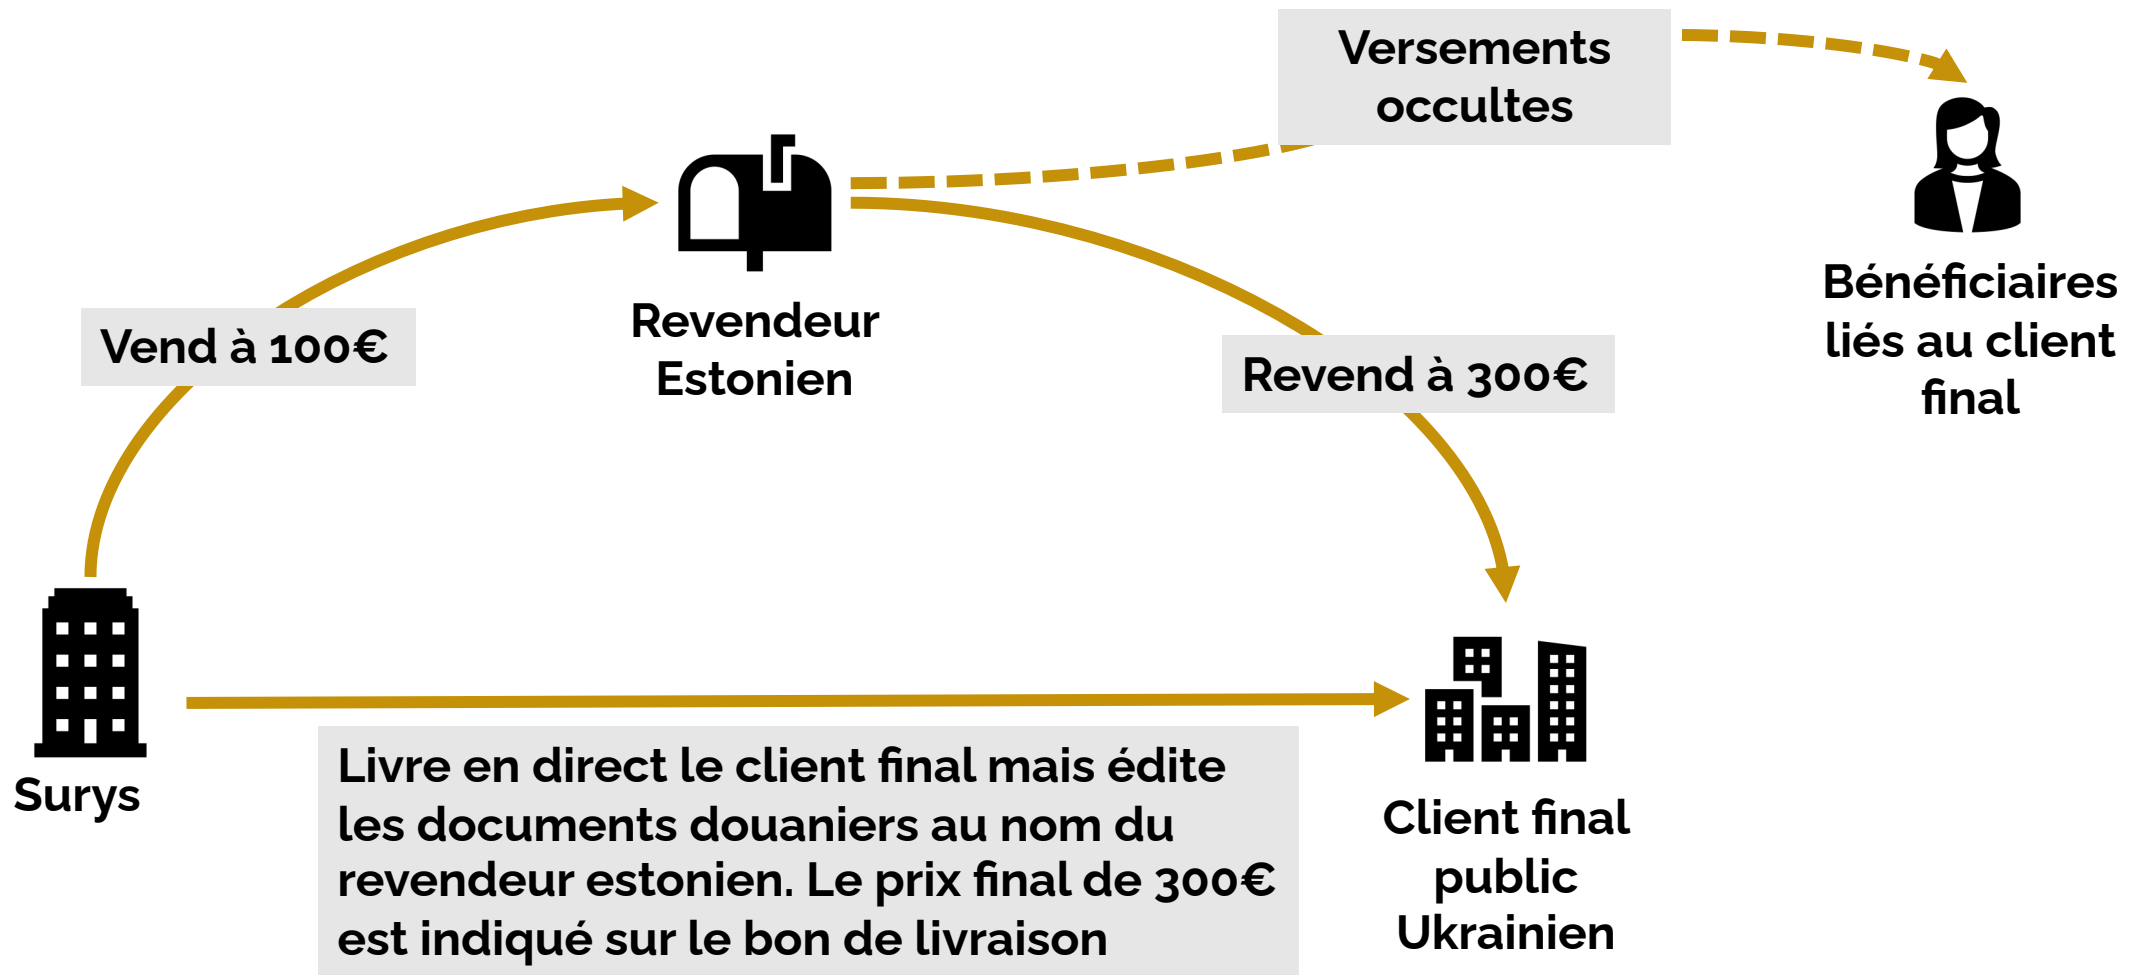 Versements
occultes
Bénéficiaires
liés au client
final
Revendeur
Estonien
Vend à 100€
Revend à 300€
Surys
Livre en direct le client final mais édite
les documents douaniers au nom du
revendeur estonien. Le prix final de 300€
est indiqué sur le bon de livraison
Client final
public
Ukrainien